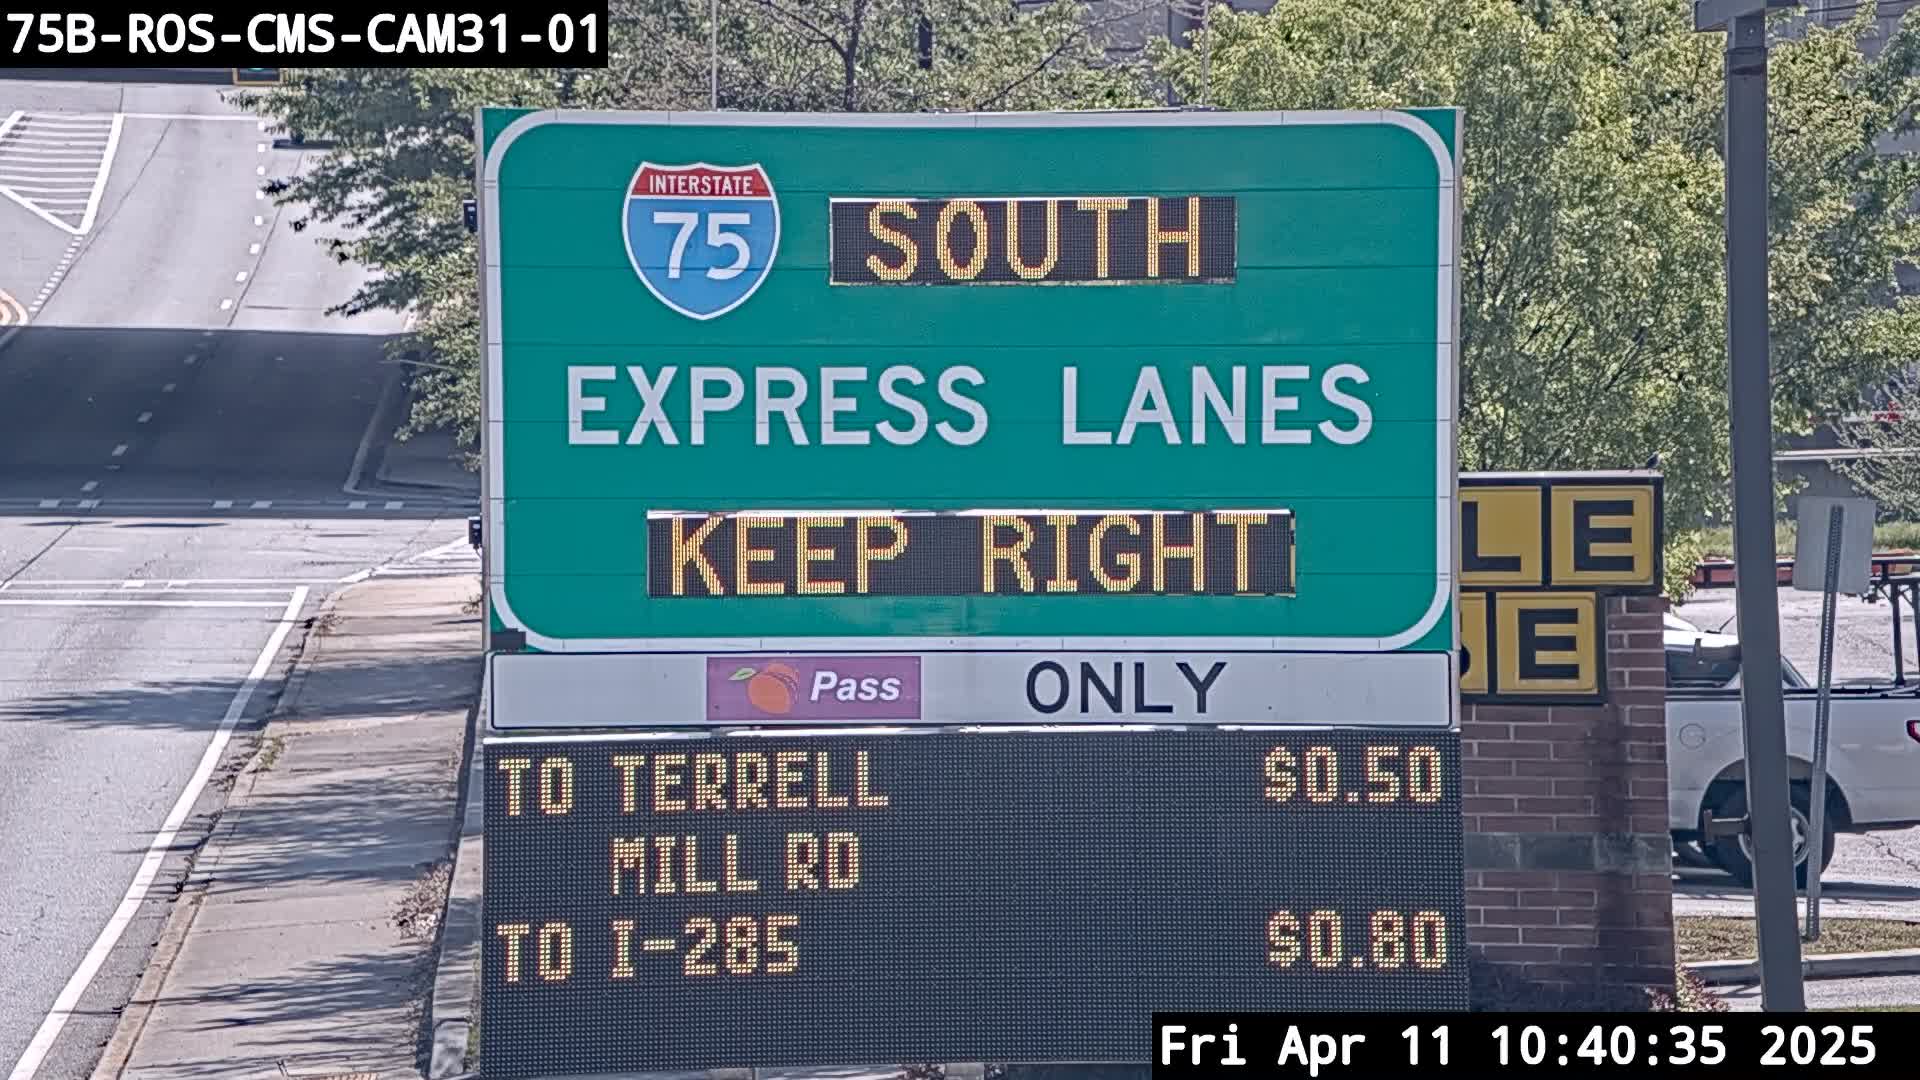 75B-ROS-CMS-CAM31-01
INTERSTATE
75
SOUTH
EXPRESS LANES
KEEP RIGHT
Pass ONLY
TO TERRELL $0.50
MILL RD
TO I-285 $0.80
LE
E
Fri Apr 11 10:40:35 2025